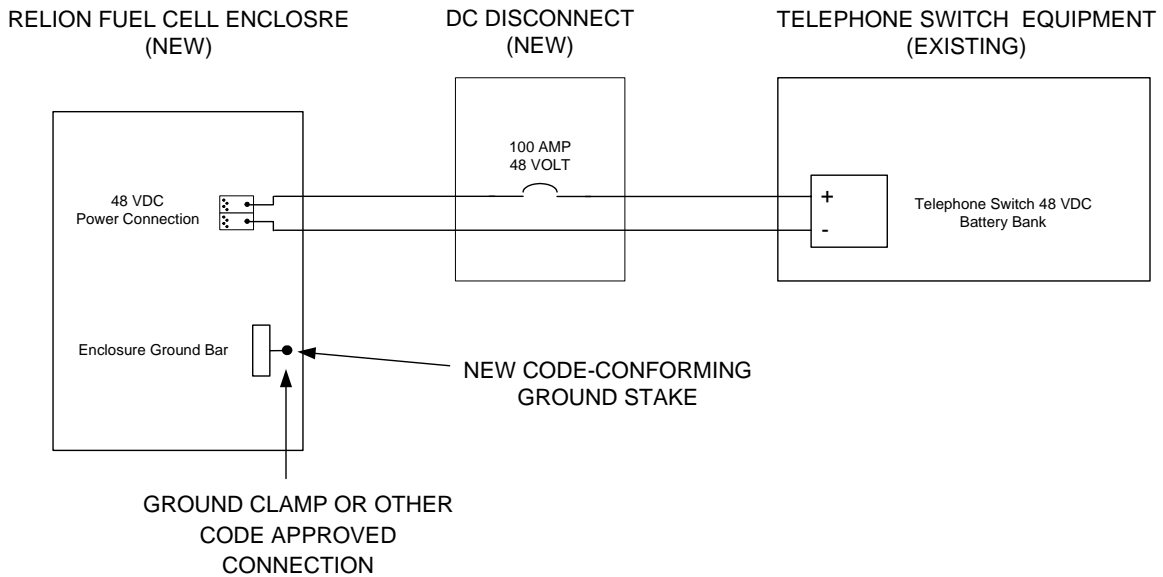 RELION FUEL CELL ENCLOSRE
(NEW)
DC DISCONNECT
(NEW)
TELEPHONE SWITCH EQUIPMENT
(EXISTING)
100 AMP
48 VOLT
48 VDC
Power Connection
+
-
Telephone Switch 48 VDC
Battery Bank
Enclosure Ground Bar
NEW CODE-CONFORMING
GROUND STAKE
GROUND CLAMP OR OTHER
CODE APPROVED
CONNECTION